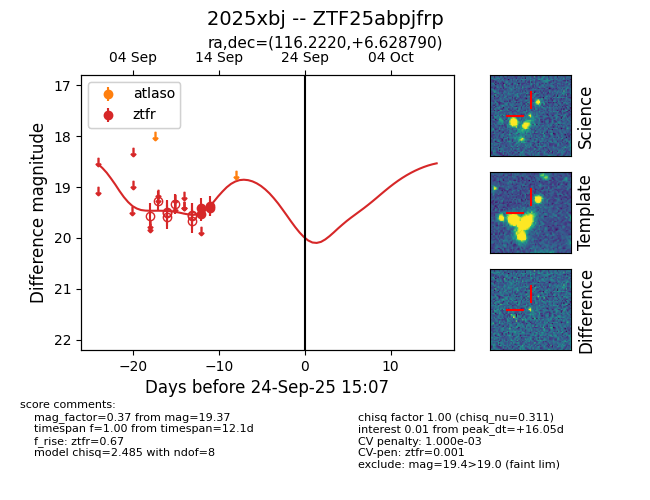 2025xbj -- ZTF25abpjfrp
ra,dec=(116.2220,+6.628790)
04 Sep
14 Sep
24 Sep
04 Oct
17
18
19
20
21
22
Difference magnitude
atlaso
ztfr
−20
−10
0
10
Days before 24-Sep-25 15:07
Science
Template
Difference
score comments:
mag_factor=0.37 from mag=19.37
timespan f=1.00 from timespan=12.1d
f_rise: ztfr=0.67
model chisq=2.485 with ndof=8
chisq factor 1.00 (chisq_nu=0.311)
interest 0.01 from peak_dt=+16.05d
CV penalty: 1.000e-03
CV-pen: ztfr=0.001
exclude: mag=19.4>19.0 (faint lim)